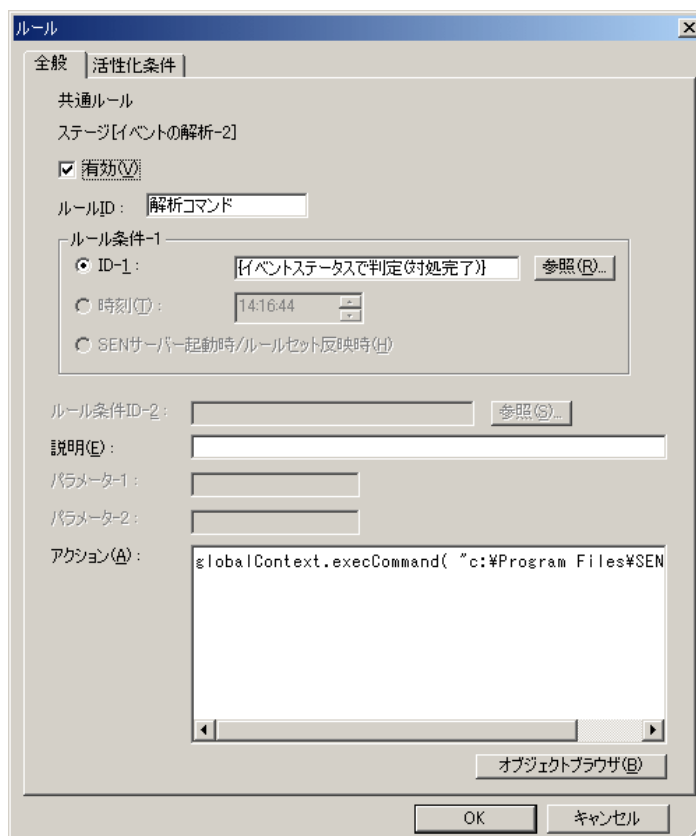 ルール
全般 活性化条件
共通ルール
ステージ[イベントの解析-2]
有効(V)
ルールID： 解析コマンド
ルール条件-1
ID-1： {イベントステータスで判定(対処完了)} 参照(R)...
時刻(T)： 14:16:44
SENサーバー起動時/ルールセット反映時(H)
ルール条件ID-2： 参照(S)...
説明(E)：
パラメータ-1：
パラメータ-2：
アクション(A)： globalContext.execCommand( "c:¥Program Files¥SEN
オブジェクトブラウザ(B)
OK キャンセル